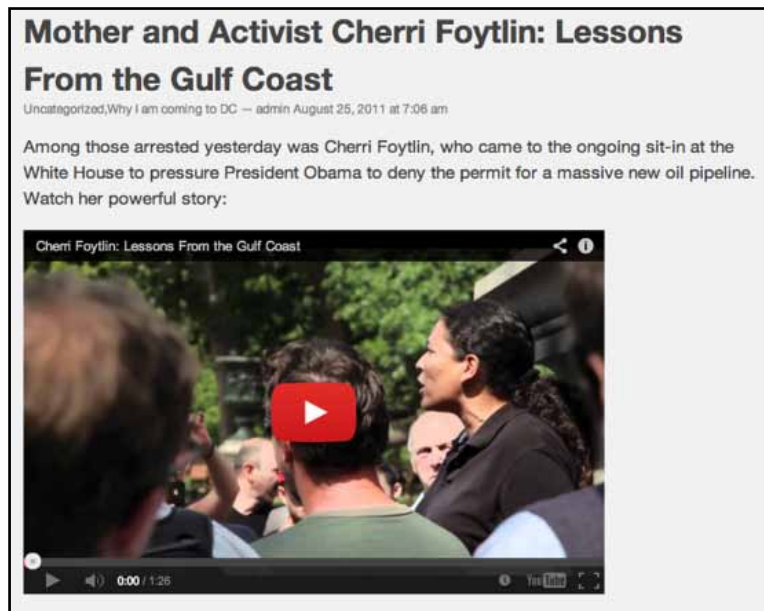 Mother and Activist Cherri Foytlin: Lessons
From the Gulf Coast
Uncategorized,Why I am coming to DC — admin August 25, 2011 at 7:06 am
Among those arrested yesterday was Cherri Foytlin, who came to the ongoing sit-in at the
White House to pressure President Obama to deny the permit for a massive new oil pipeline.
Watch her powerful story:
Cherri Foytlin: Lessons From the Gulf Coast
0:00 / 1:26
YouTube